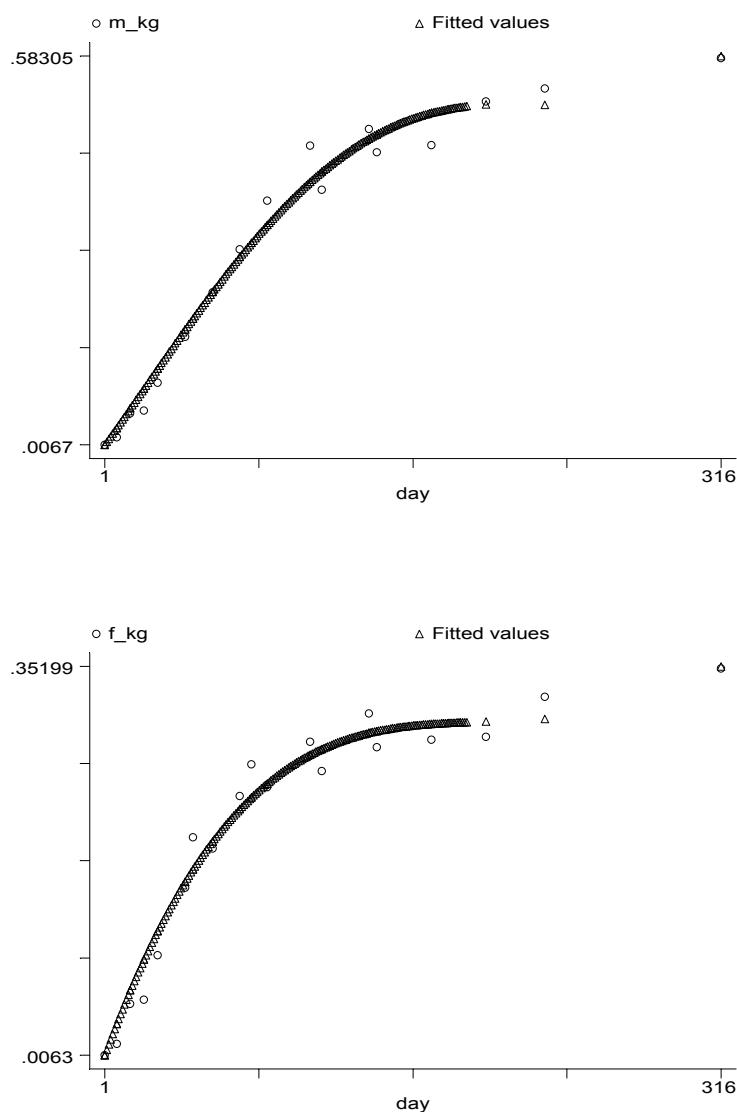 ○ m_kg △ Fitted values
.58305
.0067
1 316
day
○ f_kg △ Fitted values
.35199
.0063
1 316
day